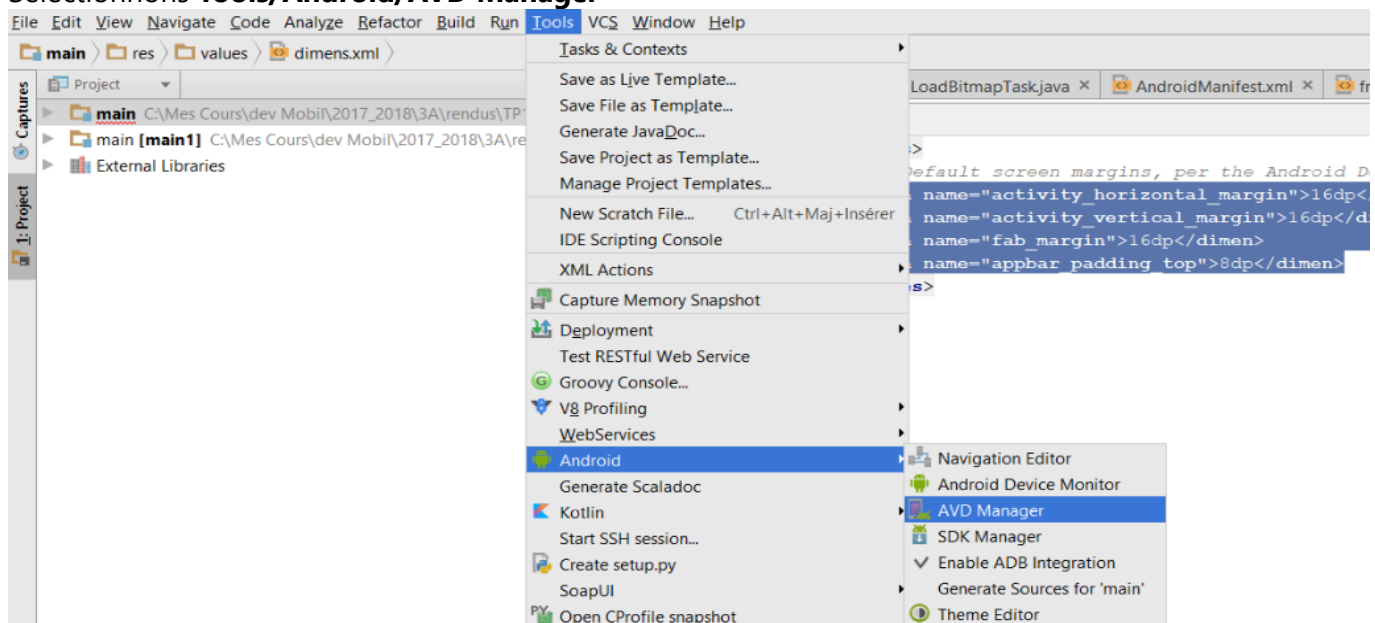 Sélectionnons Tools/Android/AVD Manager
File Edit View Navigate Code Analyze Refactor Build Run Tools VCS Window Help
main res values dimens.xml
Tasks & Contexts
Project
Save as Live Template...
LoadBitmapTask.java × AndroidManifest.xml ×
Captures
main C:\Mes Cours\dev Mobil\2017_2018\3A\rendus\TP
Save File as Template...
main [main1] C:\Mes Cours\dev Mobil\2017_2018\3A\re
Generate JavaDoc...
External Libraries
Save Project as Template...
Default screen margins, per the Android
Manage Project Templates...
name="activity_horizontal_margin">16dp</
1: Project
New Scratch File... Ctrl+Alt+Maj+Insérer
name="activity_vertical_margin">16dp</di
IDE Scripting Console
name="fab_margin">16dp</dimen>
XML Actions
name="appbar_padding_top">8dp</dimen>
s>
Capture Memory Snapshot
Deployment
Test RESTful Web Service
Groovy Console...
V8 Profiling
WebServices
Android
Navigation Editor
Generate Scaladoc
Android Device Monitor
Kotlin
AVD Manager
Start SSH session...
SDK Manager
Create setup.py
Enable ADB Integration
SoapUI
Generate Sources for 'main'
Open CProfile snapshot
Theme Editor